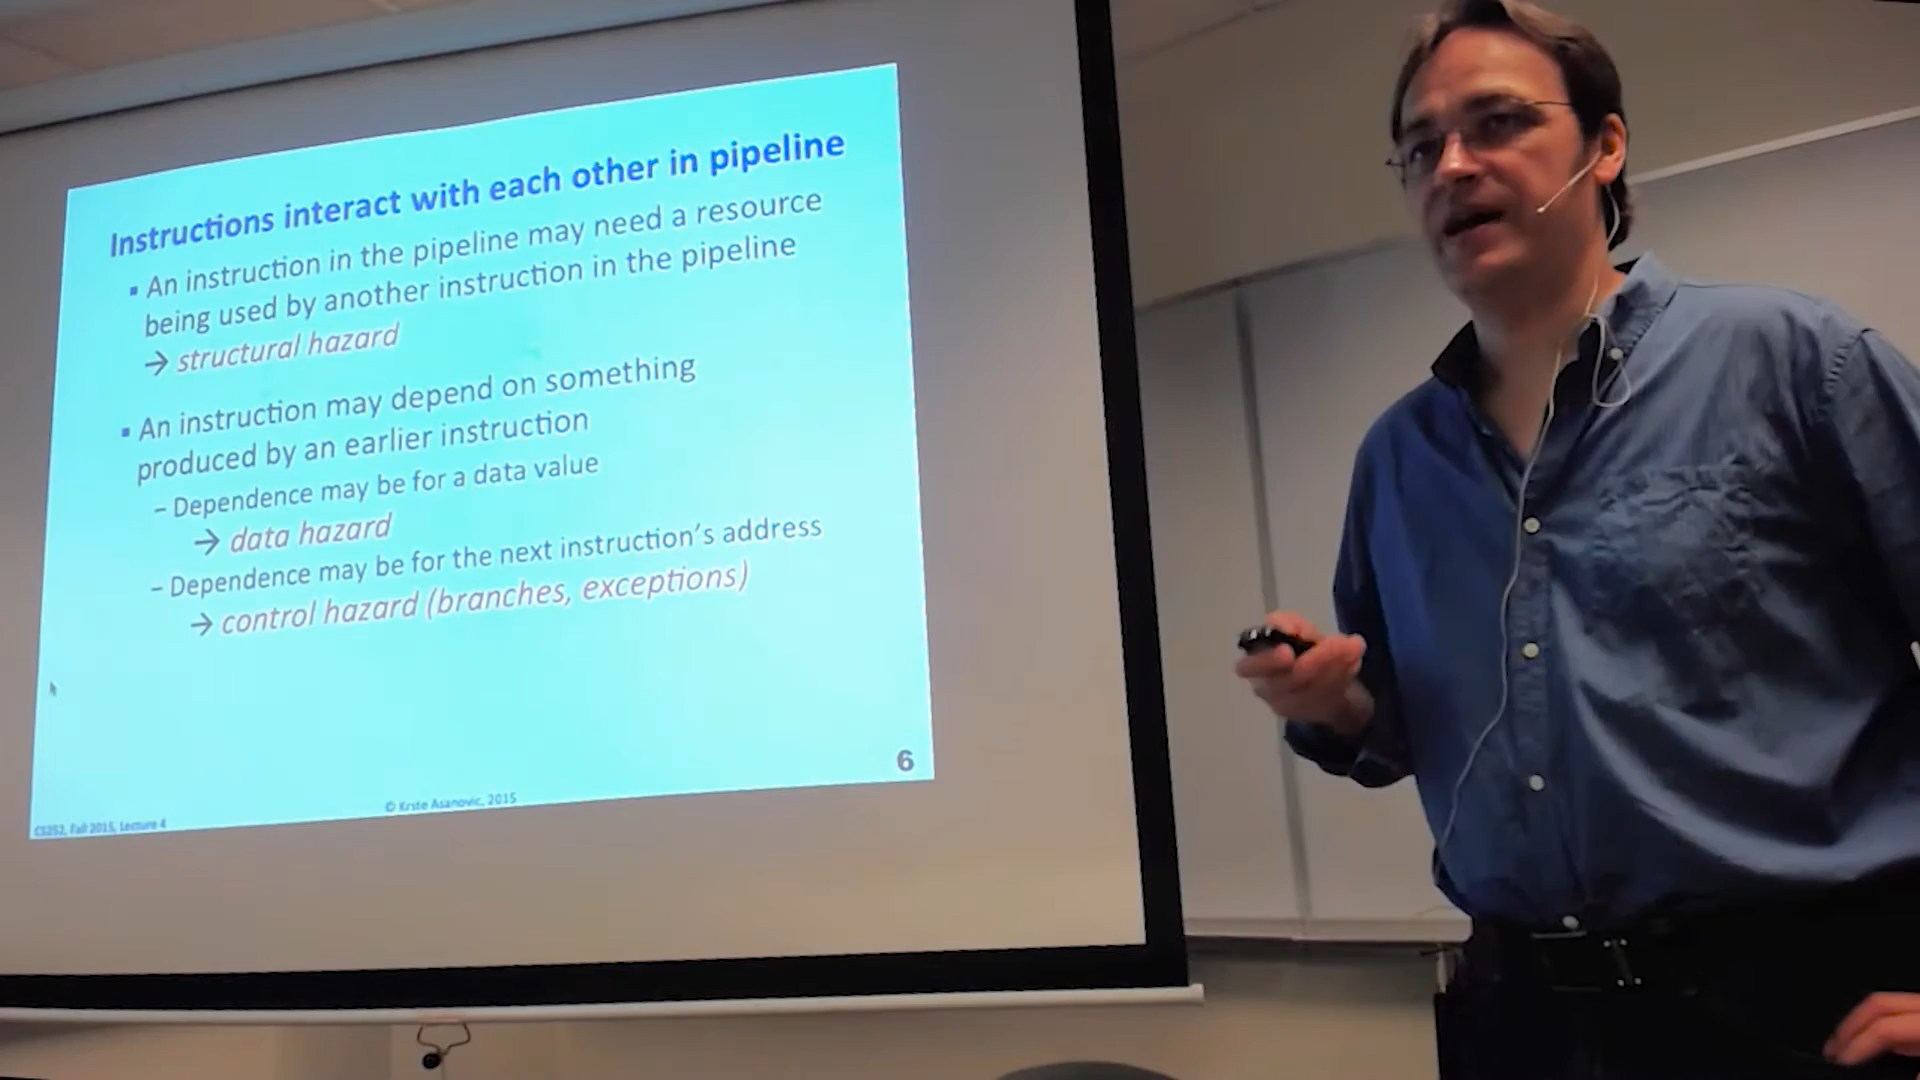 Instructions interact with each other in pipeline
▪ An instruction in the pipeline may need a resource
being used by another instruction in the pipeline
→ structural hazard
▪ An instruction may depend on something
produced by an earlier instruction
– Dependence may be for a data value
→ data hazard
– Dependence may be for the next instruction's address
→ control hazard (branches, exceptions)
6
© Krste Asanovic, 2015
CS252, Fall 2015, Lecture 4